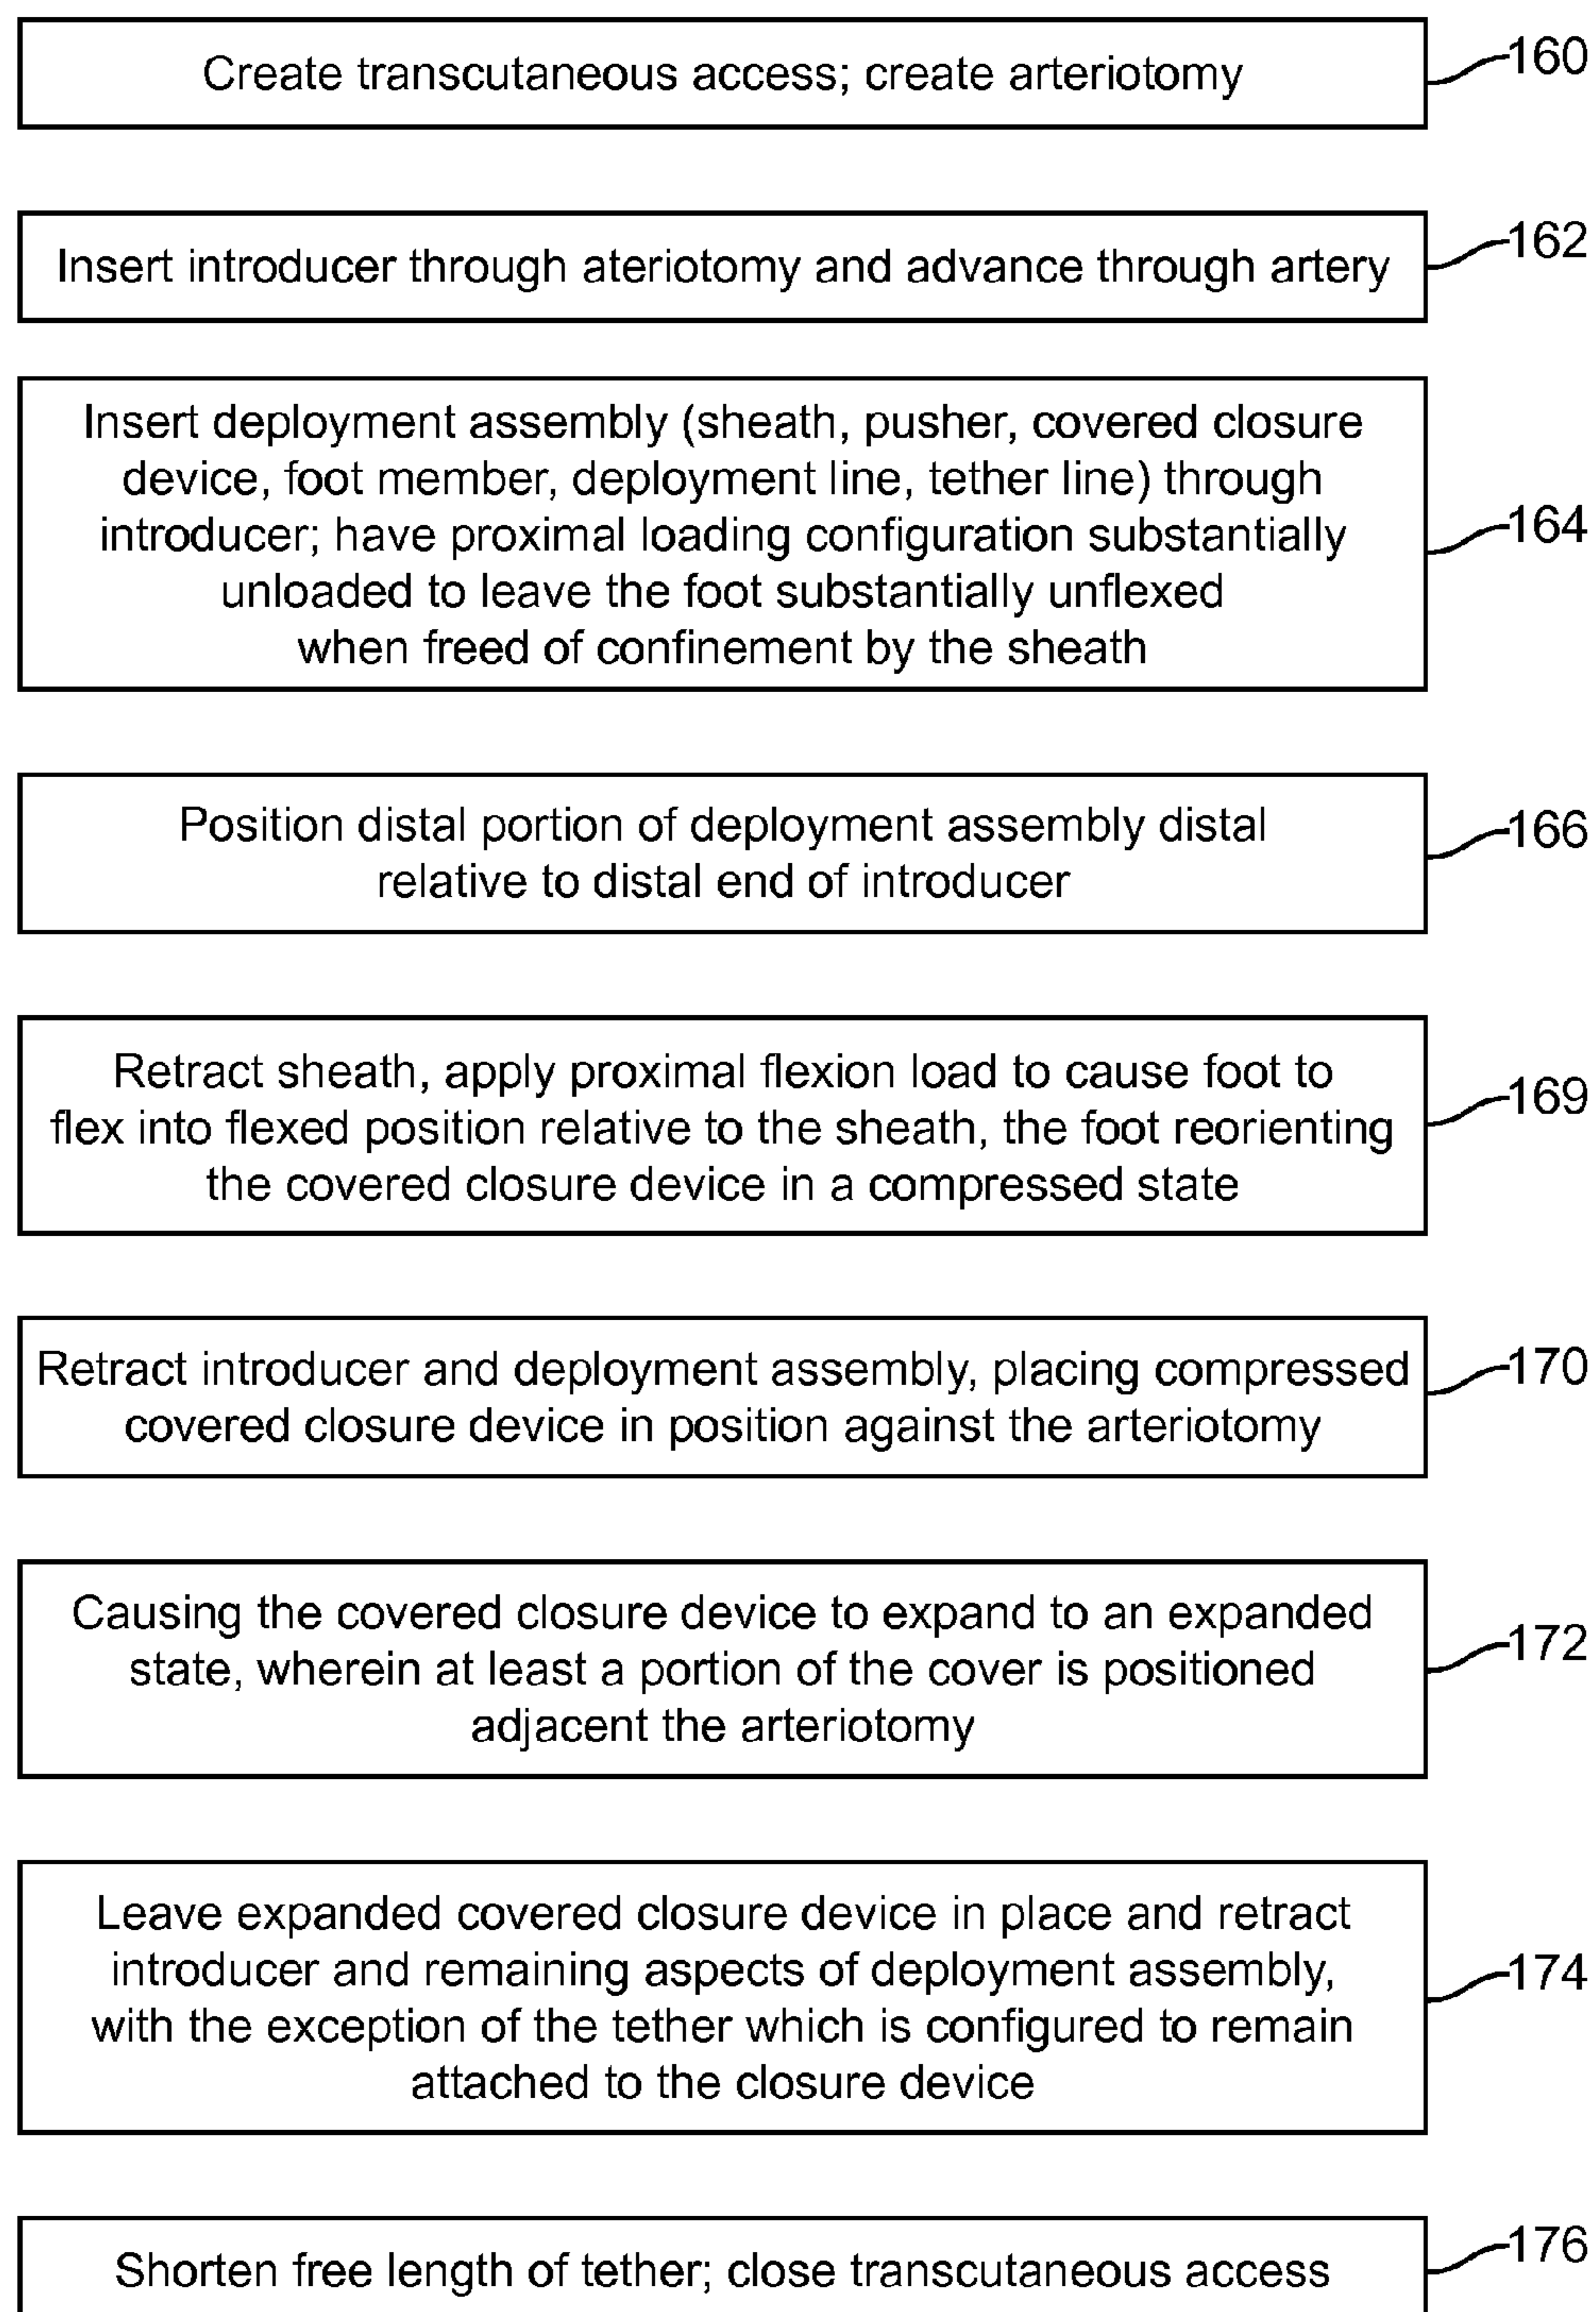 Create transcutaneous access; create arteriotomy
160
Insert introducer through ateriotomy and advance through artery
162
Insert deployment assembly (sheath, pusher, covered closure
device, foot member, deployment line, tether line) through
introducer; have proximal loading configuration substantially
unloaded to leave the foot substantially unflexed
when freed of confinement by the sheath
164
Position distal portion of deployment assembly distal
relative to distal end of introducer
166
Retract sheath, apply proximal flexion load to cause foot to
flex into flexed position relative to the sheath, the foot reorienting
the covered closure device in a compressed state
169
Retract introducer and deployment assembly, placing compressed
covered closure device in position against the arteriotomy
170
Causing the covered closure device to expand to an expanded
state, wherein at least a portion of the cover is positioned
adjacent the arteriotomy
172
Leave expanded covered closure device in place and retract
introducer and remaining aspects of deployment assembly,
with the exception of the tether which is configured to remain
attached to the closure device
174
Shorten free length of tether; close transcutaneous access
176